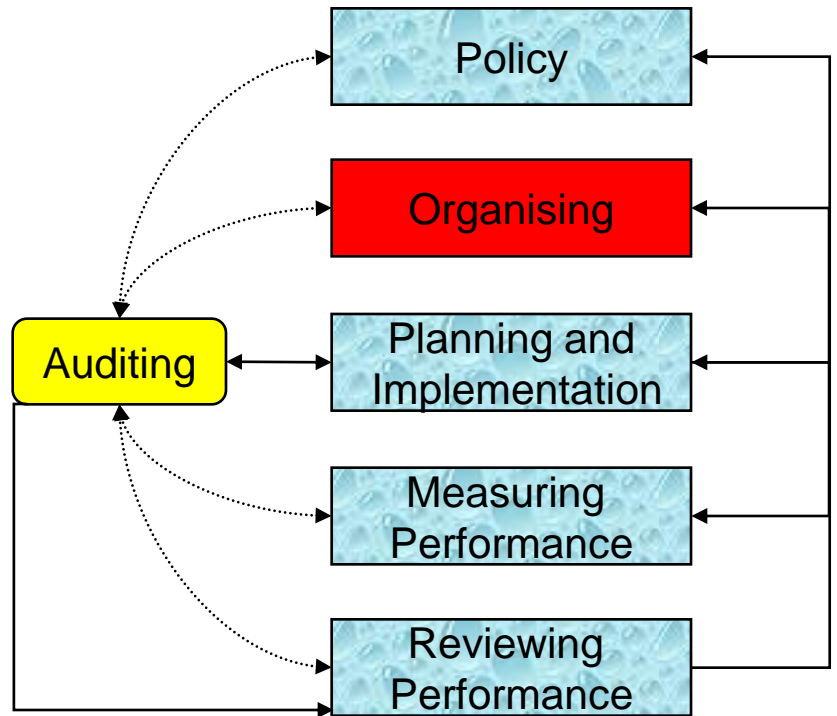 Policy
Organising
Auditing
Planning and
Implementation
Measuring
Performance
Reviewing
Performance